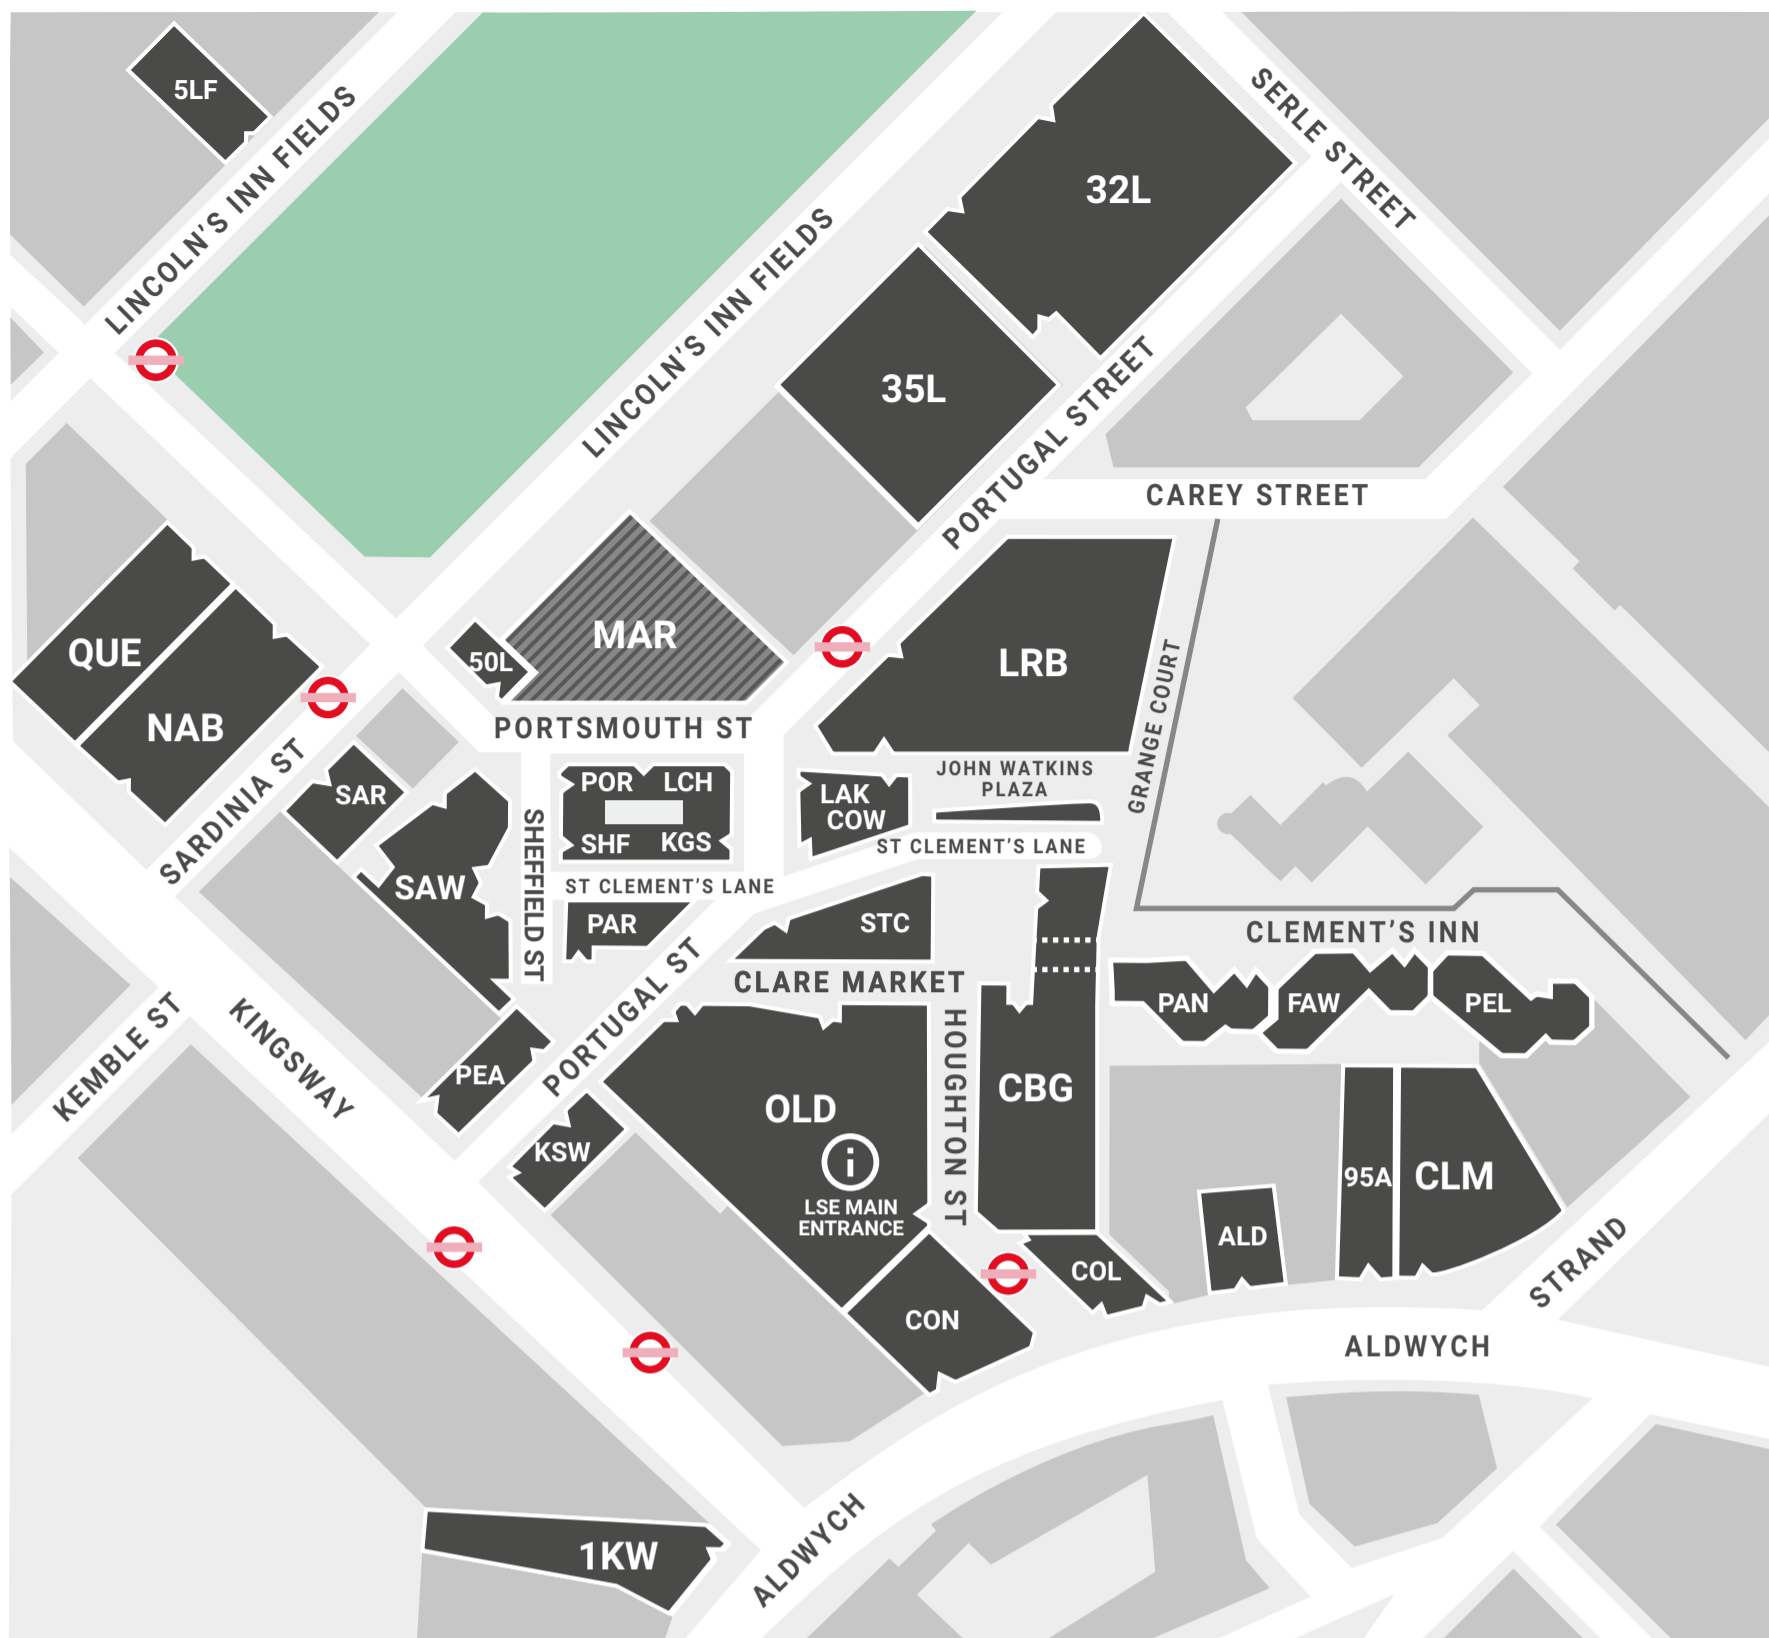 5LF
LINCOLN'S INN FIELDS
SERLE STREET
32L
LINCOLN'S INN FIELDS
35L
PORTUGAL STREET
CAREY STREET
QUE
NAB
SARDINIA ST
50L
MAR
LRB
GRANGE COURT
PORTSMOUTH ST
SAR
SAW
SHEFFIELD ST
POR
LCH
SHF
KGS
LAK
COW
JOHN WATKINS
PLAZA
ST CLEMENT'S LANE
ST CLEMENT'S LANE
PAR
STC
CLEMENT'S INN
CLARE MARKET
PAN
FAW
PEL
KEMBLE ST
KINGSWAY
PEA
PORTUGAL ST
KSW
OLD
i
LSE MAIN
ENTRANCE
HOUGHTON ST
CBG
95A
CLM
ALD
COL
CON
STRAND
ALDWYCH
1KW
ALDWYCH